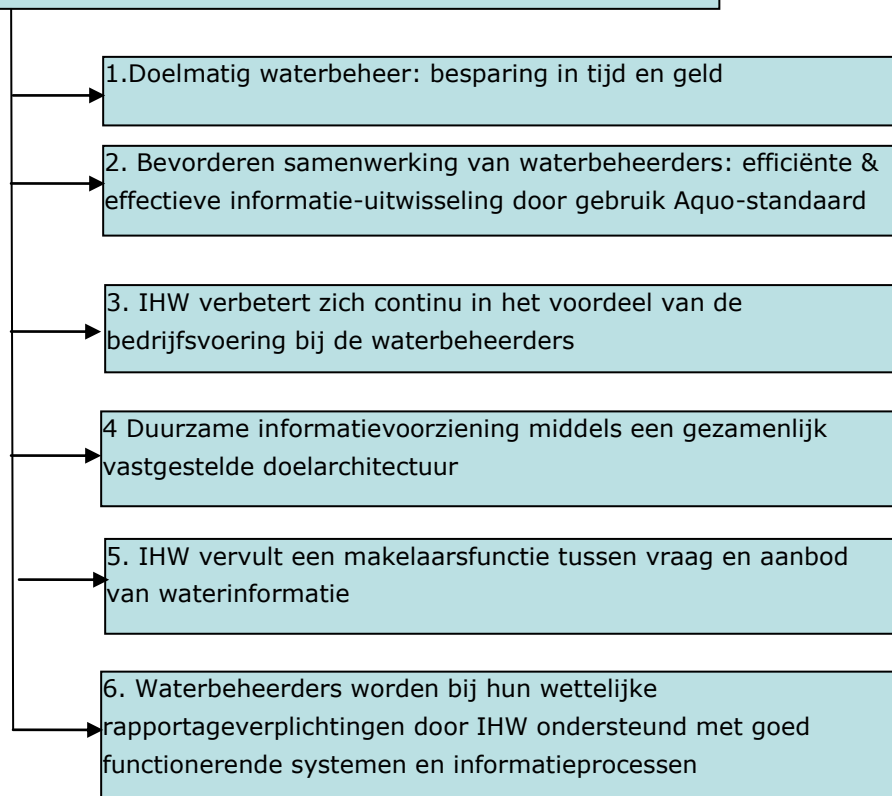 1.Doelmatig waterbeheer: besparing in tijd en geld
2. Bevorderen samenwerking van waterbeheerders: efficiënte &
effectieve informatie-uitwisseling door gebruik Aquo-standaard
3. IHW verbetert zich continu in het voordeel van de
bedrijfsvoering bij de waterbeheerders
4 Duurzame informatievoorziening middels een gezamenlijk
vastgestelde doelarchitectuur
5. IHW vervult een makelaarsfunctie tussen vraag en aanbod
van waterinformatie
6. Waterbeheerders worden bij hun wettelijke
rapportageverplichtingen door IHW ondersteund met goed
functionerende systemen en informatieprocessen